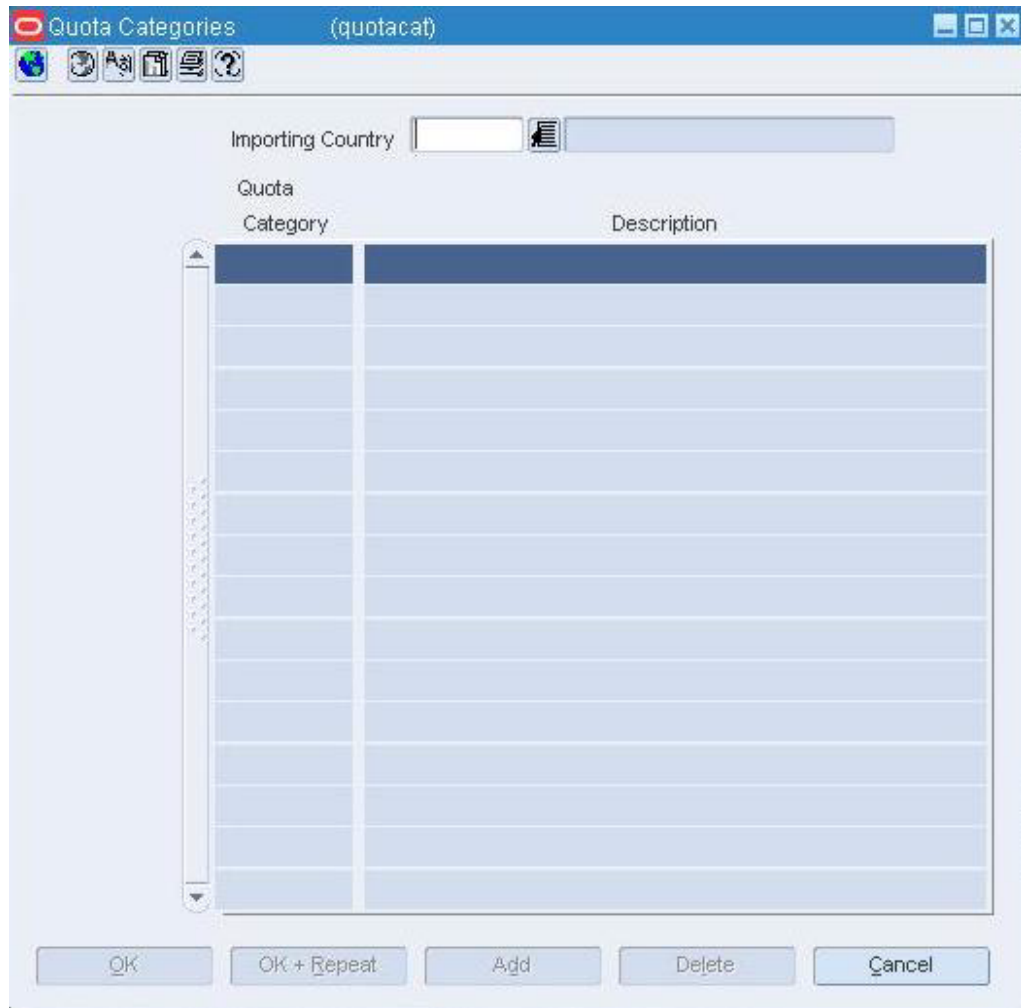 Quota Categories (quotacat)
Importing Country
Quota
Category Description
OK OK + Repeat Add Delete Cancel